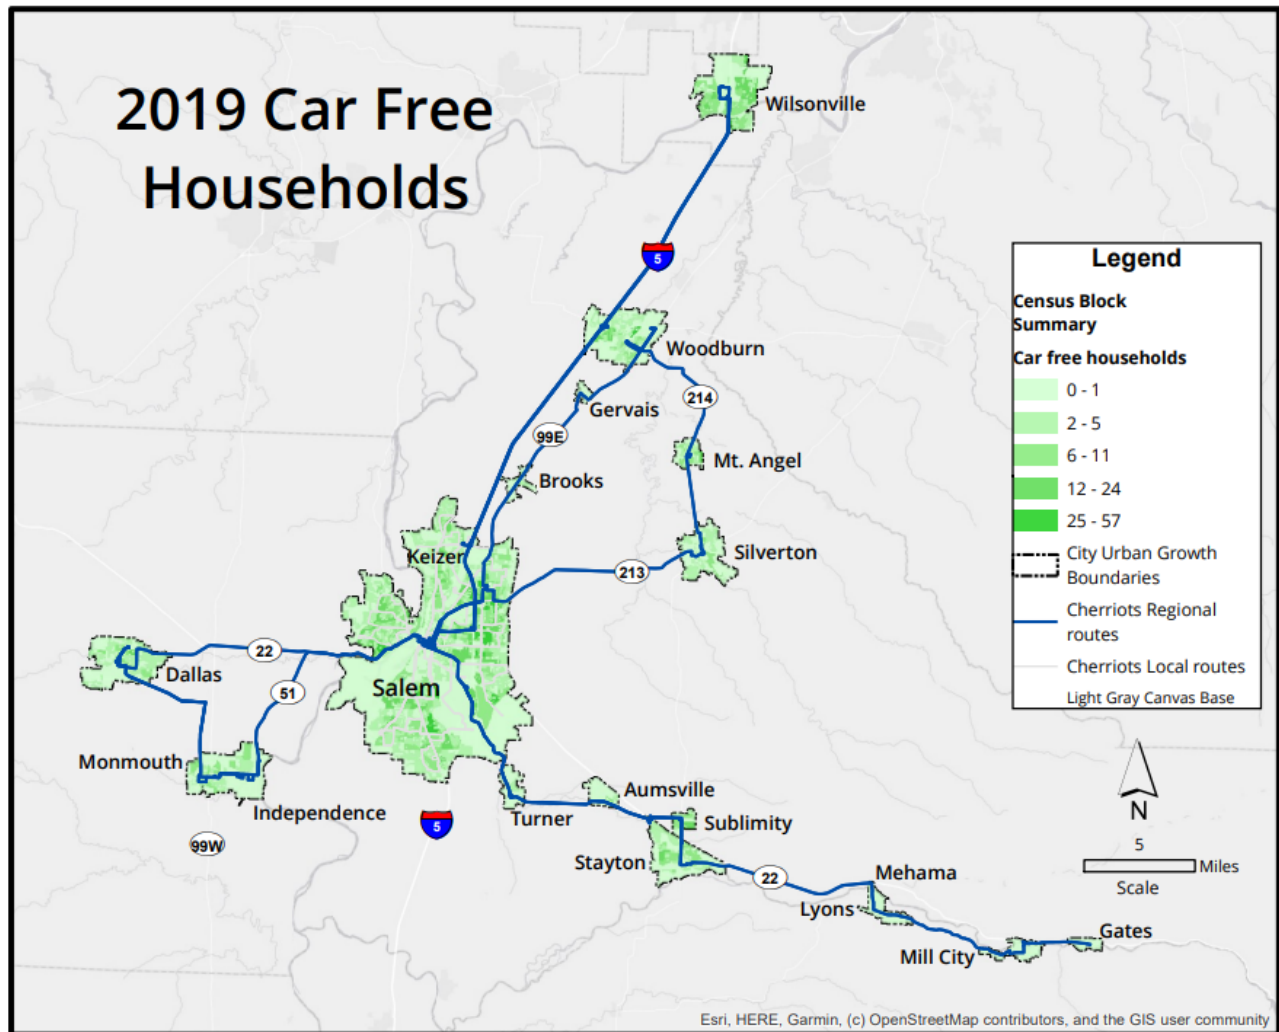 2019 Car Free
Households
Wilsonville
5
Woodburn
214
Gervais
99E
Mt. Angel
Brooks
Keizer
Silverton
213
22
Dallas
51
Salem
Monmouth
Independence
99W
5
Turner
Aumsville
Sublimity
Stayton
22
Mehama
Lyons
Mill City
Gates
Legend
Census Block
Summary
Car free households
0 - 1
2 - 5
6 - 11
12 - 24
25 - 57
City Urban Growth
Boundaries
Cherriots Regional
routes
Cherriots Local routes
Light Gray Canvas Base
N
5
Miles
Scale
Esri, HERE, Garmin, (c) OpenStreetMap contributors, and the GIS user community